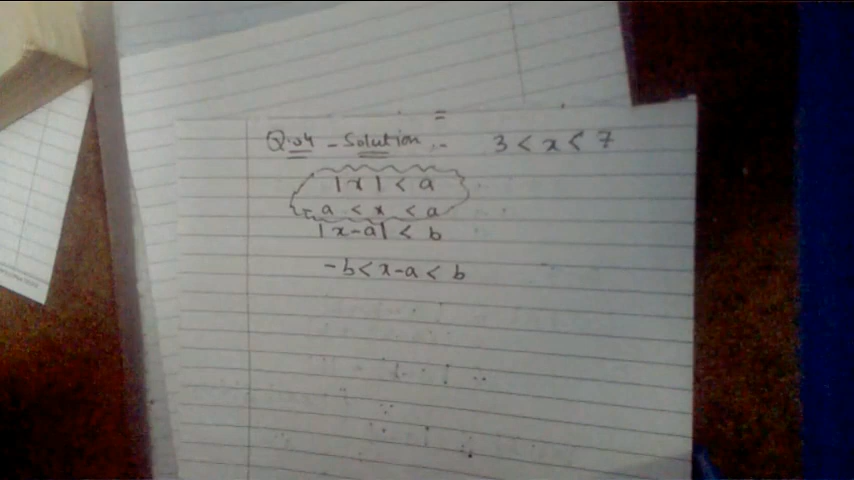 =
Q.04 - Solution :- 3 < x < 7
|x| < a
-a < x < a
|x-a| < b
-b < x-a < b